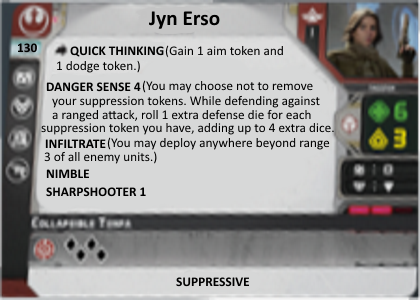 Jyn Erso
130
QUICK THINKING (Gain 1 aim token and
1 dodge token.)
DANGER SENSE 4 (You may choose not to remove
your suppression tokens. While defending against
a ranged attack, roll 1 extra defense die for each
suppression token you have, adding up to 4 extra dice.
INFILTRATE (You may deploy anywhere beyond range
3 of all enemy units.)
NIMBLE
SHARPSHOOTER 1
6
3
Collapsible Tonfa
SUPPRESSIVE